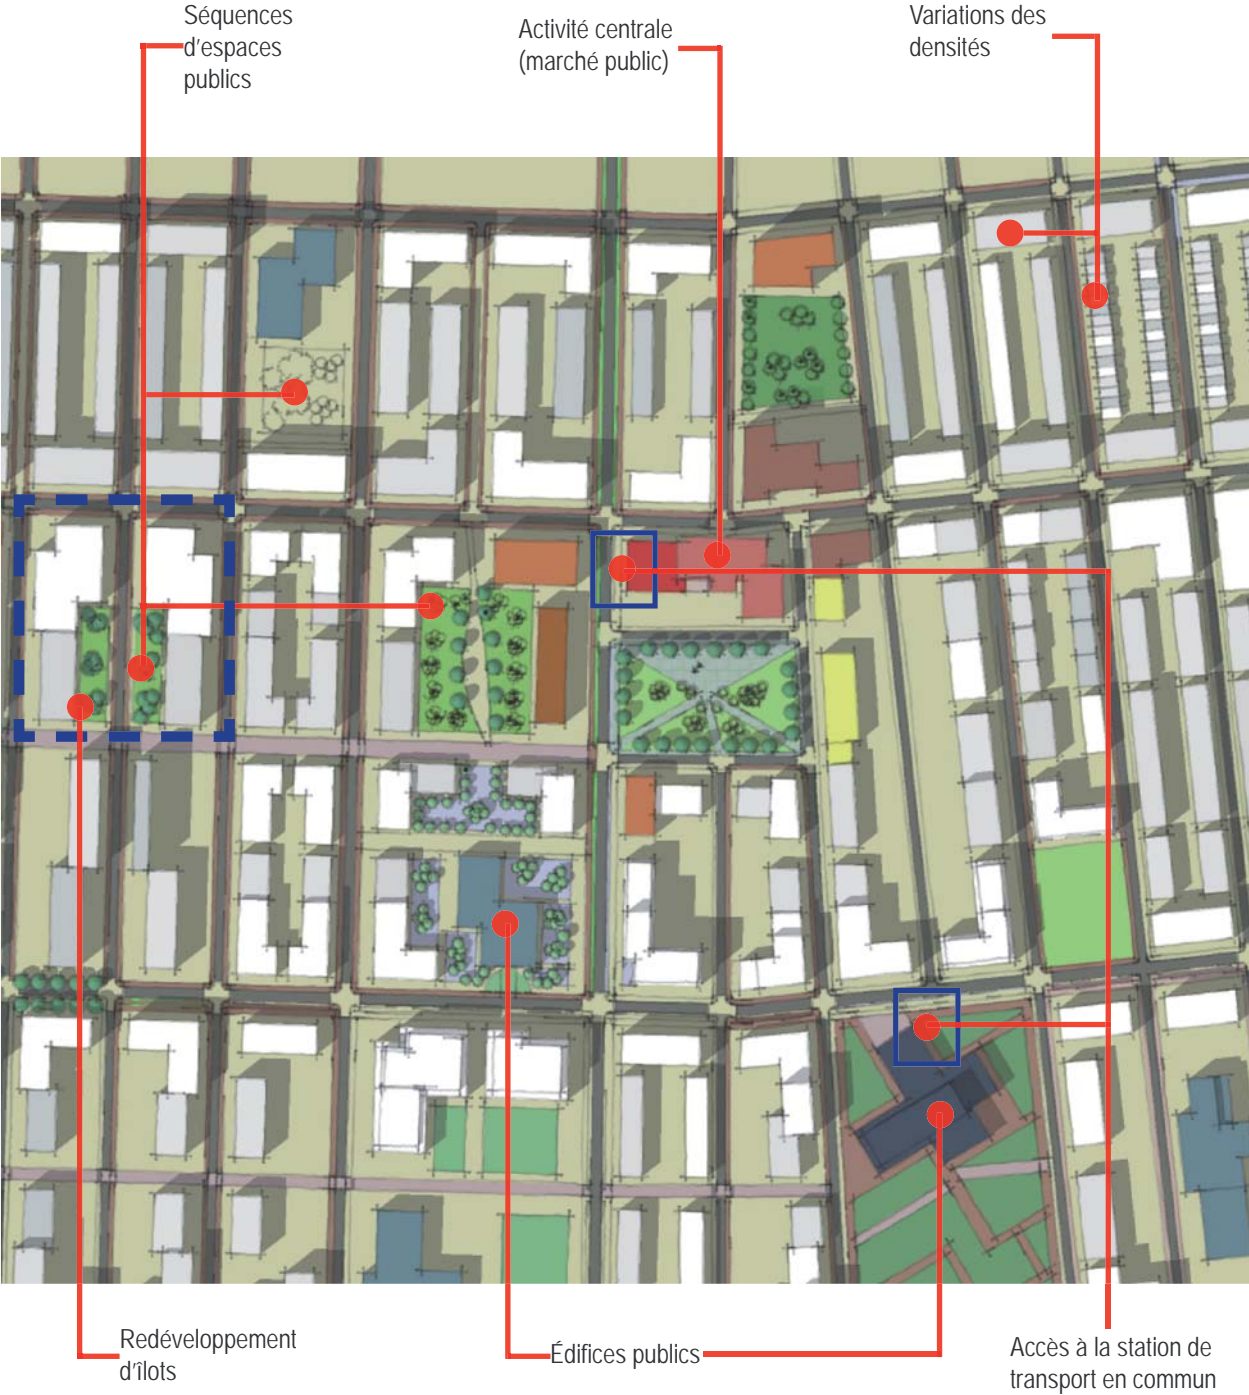 Séquences
d'espaces
publics
Activité centrale
(marché public)
Variations des
densités
Redéveloppement
d'îlots
Édifices publics
Accès à la station de
transport en commun